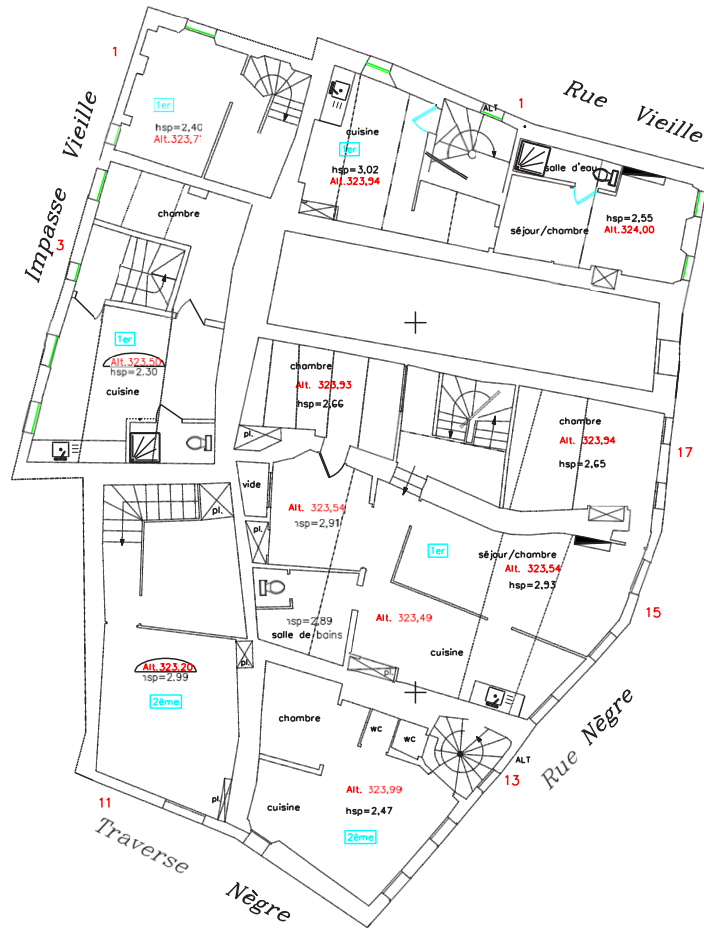 1
1er
hsp=2,40
Alt.323,71
Impasse Vieille
3
cuisine
1er
hsp=3,02
Alt.323,94
ALT
1
Rue Vieille
salle d'eau
séjour/chambre
hsp=2,55
Alt.324,00
chambre
1er
Alt.323,50
hsp=2.30
cuisine
chambre
Alt. 323,93
hsp=2,66
pl.
chambre
Alt. 323,94
hsp=2,65
17
vide
pl.
pl.
Alt. 323,54
hsp=2,91
1er
séjour/chambre
Alt. 323,54
hsp=2,93
15
hsp=2,89
salle de bains
Alt. 323,49
cuisine
pl.
pl.
Alt.323,20
hsp=2.99
2ème
chambre
wc
wc
ALT
13
Rue Nègre
Alt. 323,99
hsp=2,47
cuisine
2ème
pl.
11
Traverse Nègre